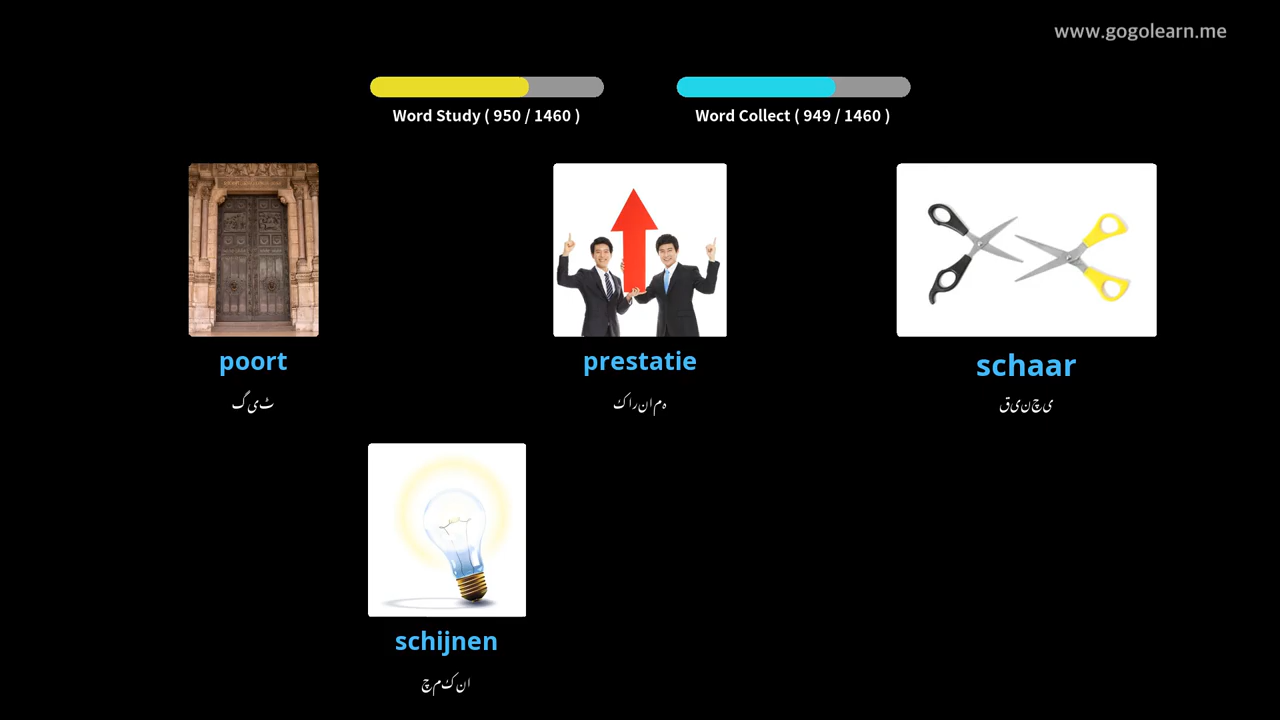 www.gogolearn.me
Word Study ( 950 / 1460 )
Word Collect ( 949 / 1460 )
poort
گیٹ
prestatie
کارنامہ
schaar
قینچی
schijnen
چمکنا